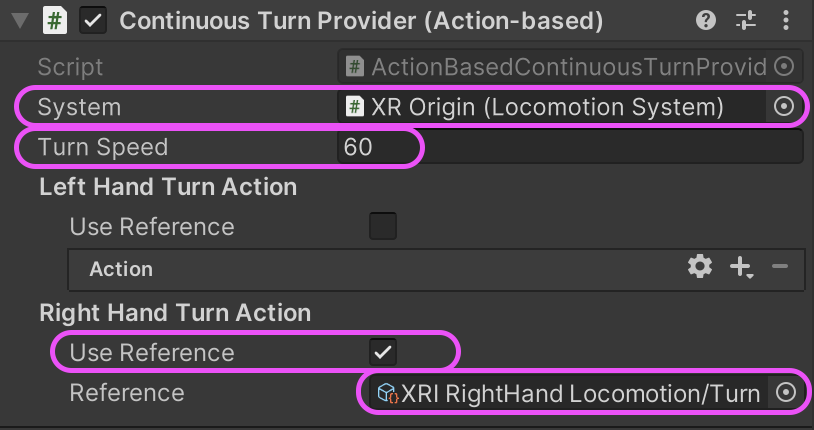 Continuous Turn Provider (Action-based)
Script # ActionBasedContinuousTurnProvid
System # XR Origin (Locomotion System)
Turn Speed 60
Left Hand Turn Action
Use Reference
Action
Right Hand Turn Action
Use Reference
Reference XRI RightHand Locomotion/Turn